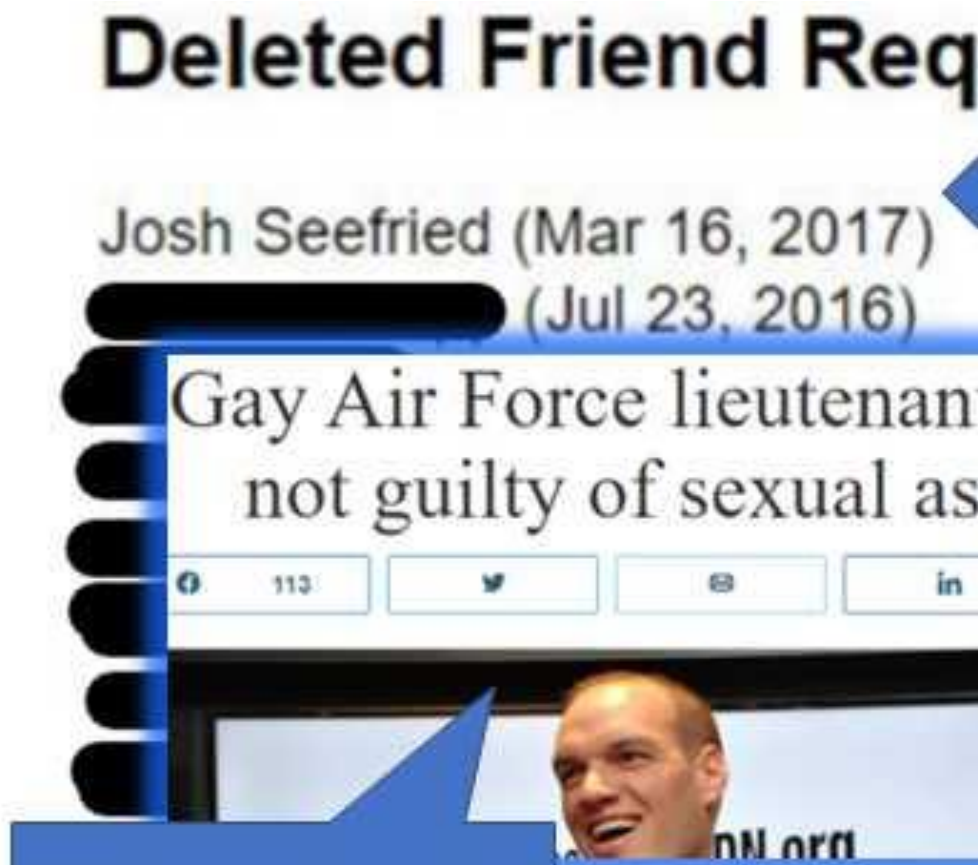 Deleted Friend Req
Josh Seefried (Mar 16, 2017)
(Jul 23, 2016)
Gay Air Force lieutenan
not guilty of sexual as
113
in
DN.org